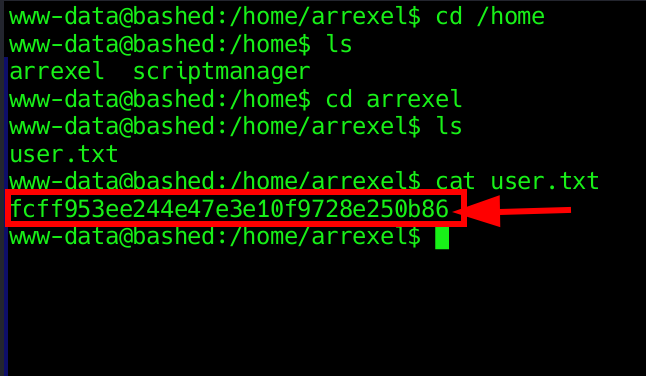 www-data@bashed:/home/arrexel$ cd /home
www-data@bashed:/home$ ls
arrexel  scriptmanager
www-data@bashed:/home$ cd arrexel
www-data@bashed:/home/arrexel$ ls
user.txt
www-data@bashed:/home/arrexel$ cat user.txt
fcff953ee244e47e3e10f9728e250b86
www-data@bashed:/home/arrexel$